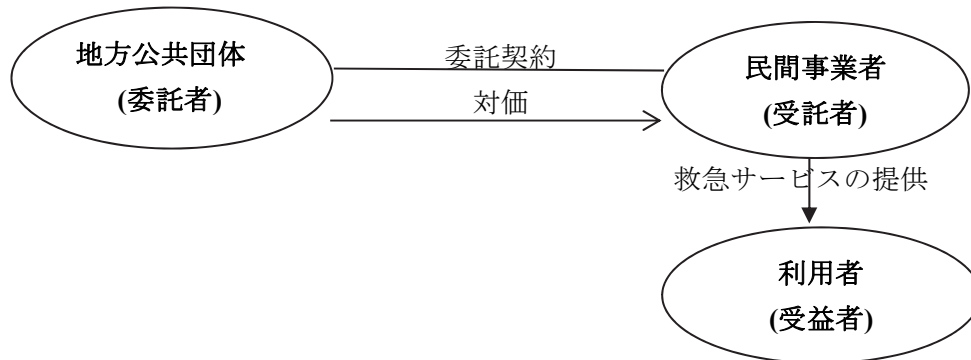 地方公共団体
(委託者)
委託契約
対価
民間事業者
(受託者)
救急サービスの提供
利用者
(受益者)